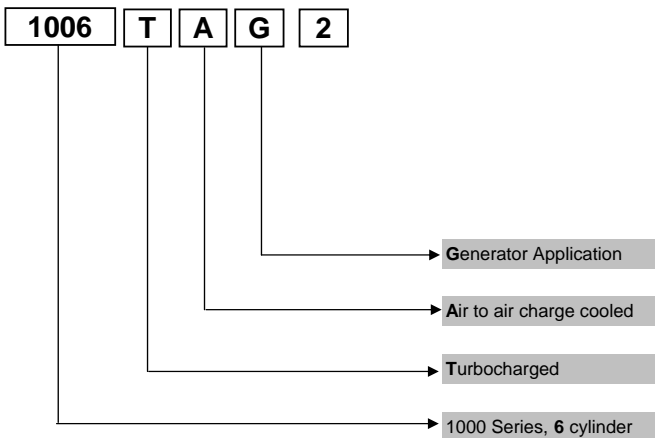 1006 T A G 2
Generator Application
Air to air charge cooled
Turbocharged
1000 Series, 6 cylinder